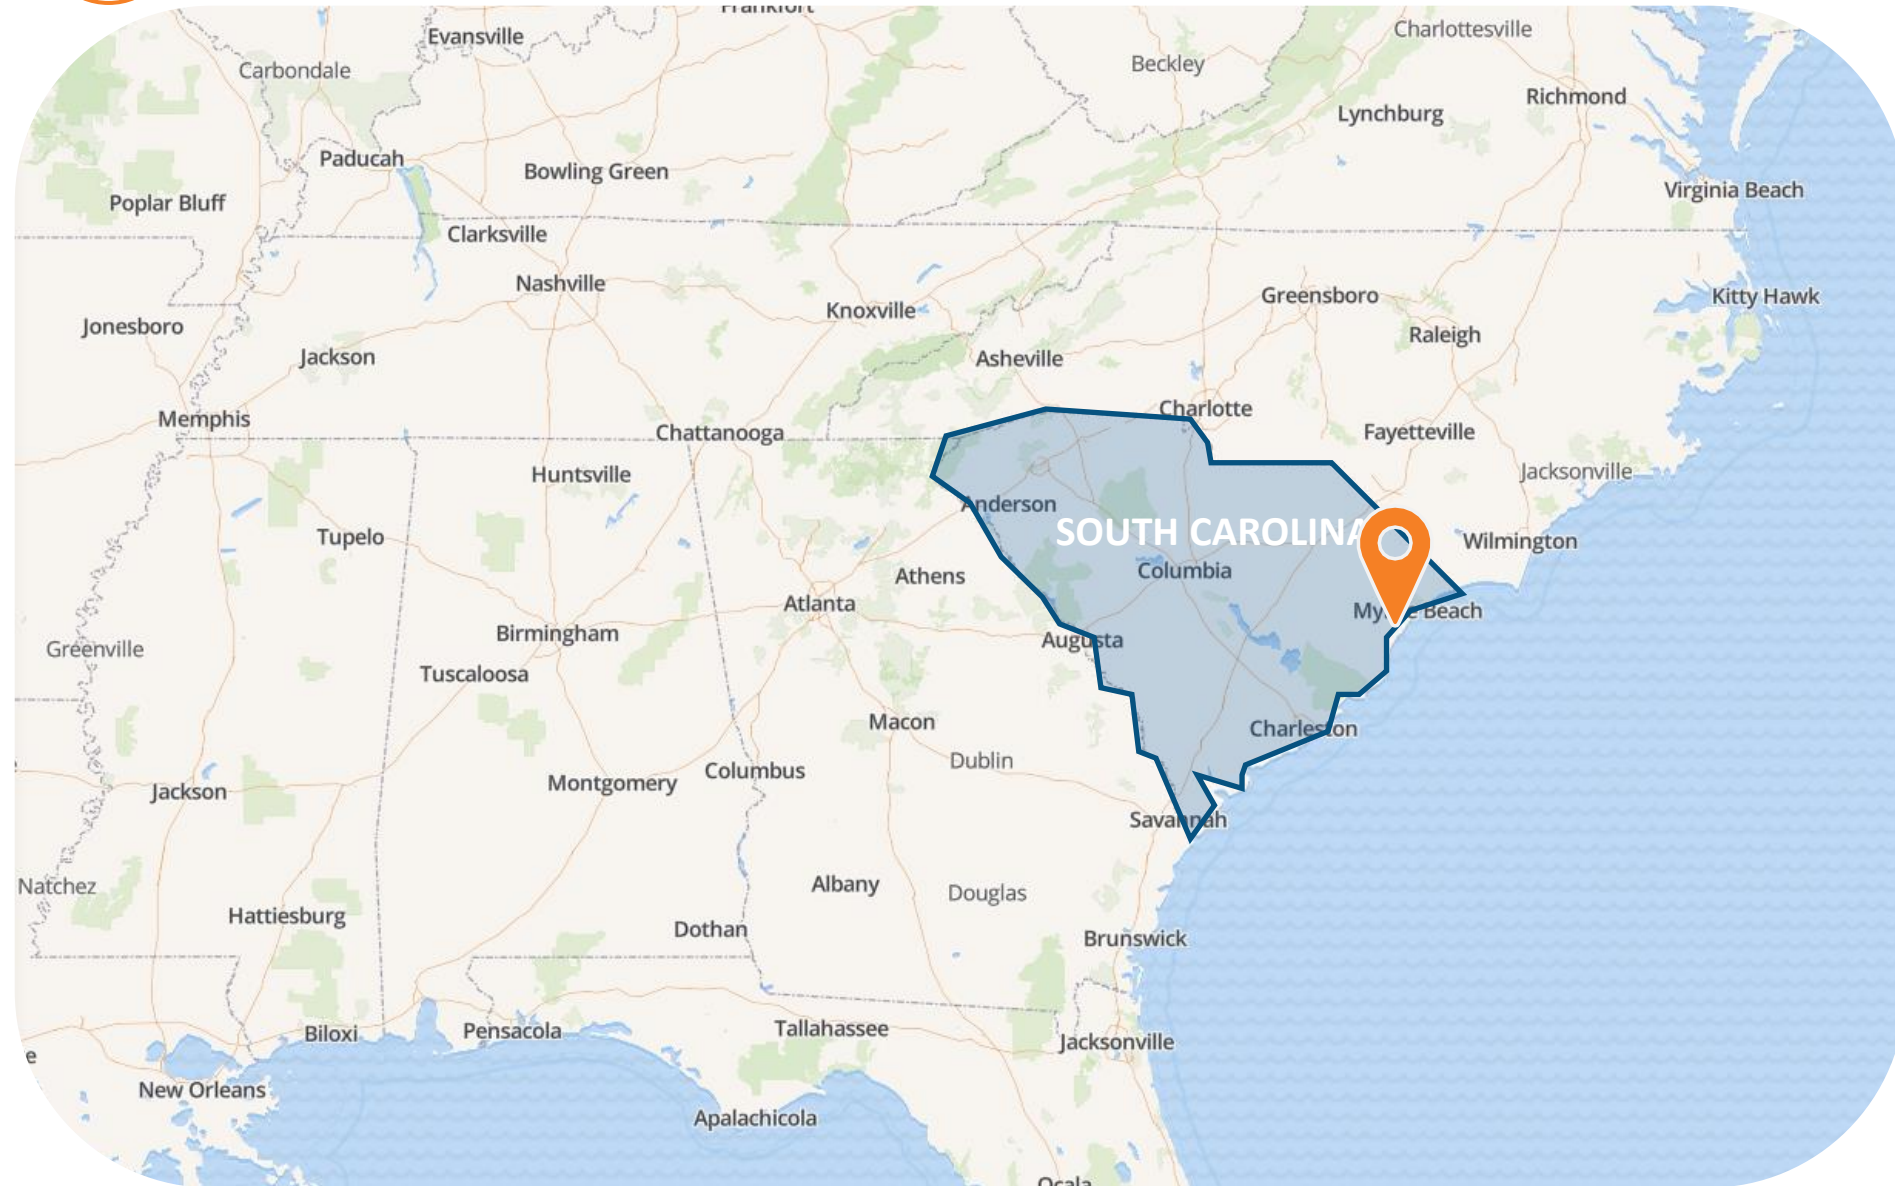 Frankfort
Evansville
Charlottesville
Beckley
Carbondale
Richmond
Lynchburg
Paducah
Bowling Green
Virginia Beach
Poplar Bluff
Clarksville
Nashville
Greensboro
Kitty Hawk
Knoxville
Jonesboro
Raleigh
Jackson
Asheville
Charlotte
Memphis
Chattanooga
Fayetteville
Jacksonville
Huntsville
Anderson
SOUTH CAROLINA
Tupelo
Wilmington
Columbia
Athens
Atlanta
Myrtle Beach
Birmingham
Augusta
Greenville
Tuscaloosa
Macon
Charleston
Dublin
Columbus
Montgomery
Jackson
Savannah
Natchez
Albany
Douglas
Hattiesburg
Dothan
Brunswick
Tallahassee
Pensacola
Biloxi
Jacksonville
e
New Orleans
Apalachicola
Ocala